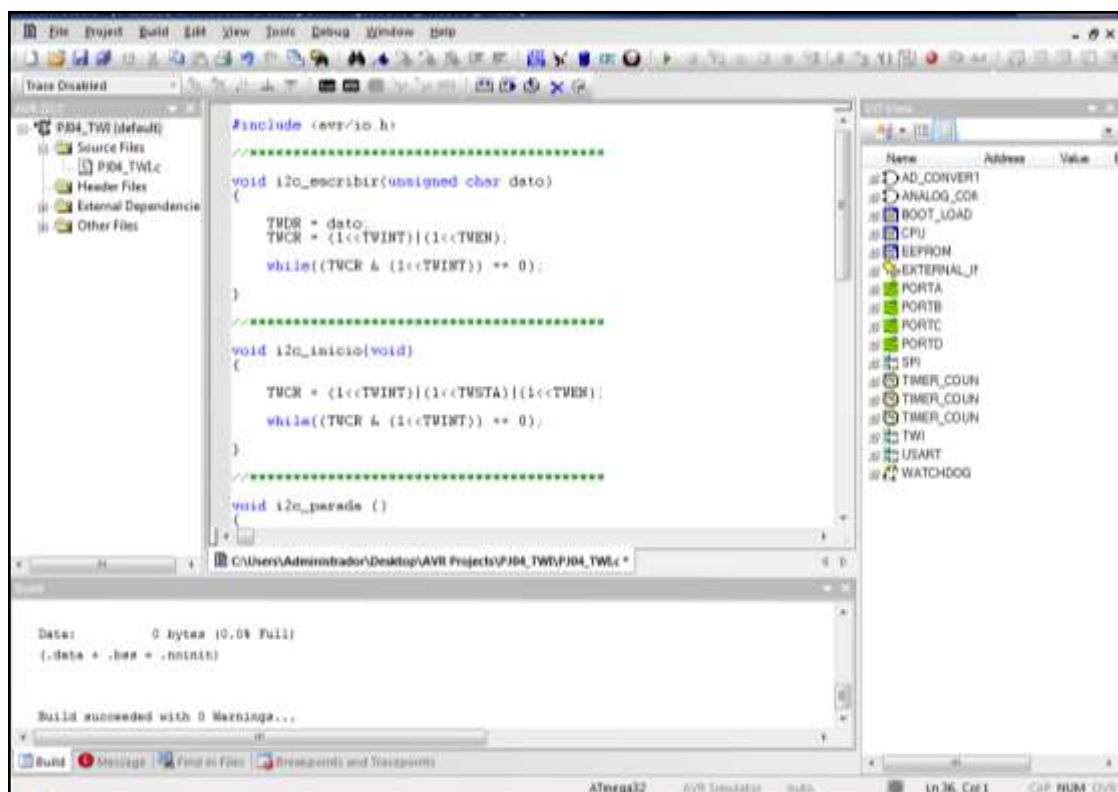 File Project Build Edit View Tools Debug Window Help
Trace Disabled
PJ04_TWI (default)
Source Files
PJ04_TWI.c
Header Files
External Dependencie
Other Files
#include <avr/io.h>
//*****************************************
void i2c_escribir(unsigned char dato)
{
TWDR = dato;
TWCR = (1<<TWINT)|(1<<TWEN);
while((TWCR & (1<<TWINT)) == 0);
}
//*****************************************
void i2c_inicio(void)
{
TWCR = (1<<TWINT)|(1<<TWSTA)|(1<<TWEN);
while((TWCR & (1<<TWINT)) == 0);
}
//*****************************************
void i2c_parada ()
{
C:\Users\Administrador\Desktop\AVR Projects\PJ04_TWI\PJ04_TWI.c *
I/O View
Name Address Value
AD_CONVERT
ANALOG_COM
BOOT_LOAD
CPU
EEPROM
EXTERNAL_IN
PORTA
PORTB
PORTC
PORTD
SPI
TIMER_COUN
TIMER_COUN
TIMER_COUN
TWI
USART
WATCHDOG
Build
Data: 0 bytes (0.0% Full)
(.data + .bss + .noinit)
Build succeeded with 0 Warnings...
Build Message Find in Files Breakpoints and Tracepoints
ATmega32 AVR Simulator Auto Ln 36, Col 1 CAP NUM OVR